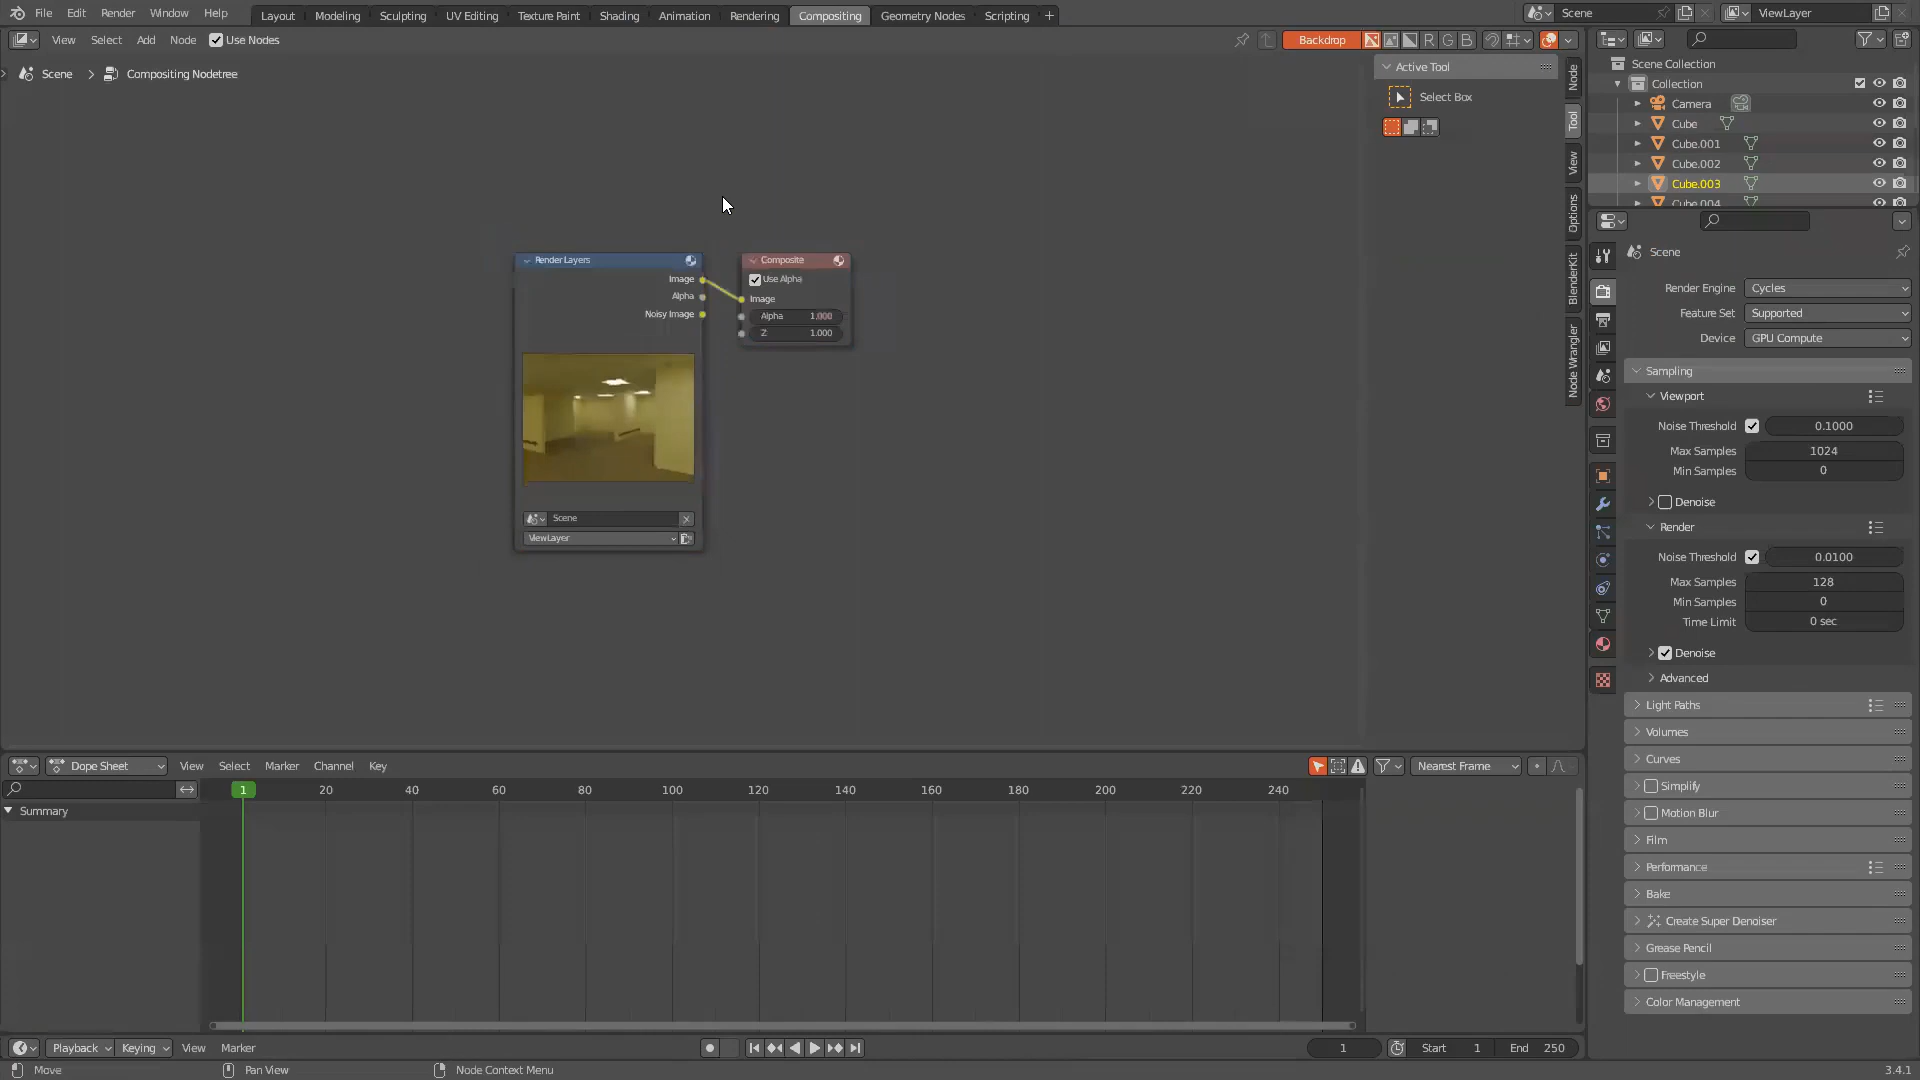 File Edit Render Window Help Layout Modeling Sculpting UV Editing Texture Paint Shading Animation Rendering Compositing Geometry Nodes Scripting + Scene ViewLayer
View Select Add Node Use Nodes Backdrop R G B
Scene > Compositing Nodetree
Active Tool
Select Box
Node
Tool
View
Options
BlenderKit
Node Wrangler
Render Layers
Image
Alpha
Noisy Image
Scene
ViewLayer
Composite
Use Alpha
Image
Alpha 1.000
Z 1.000
Scene Collection
Collection
Camera
Cube
Cube.001
Cube.002
Cube.003
Cube.004
Scene
Render Engine Cycles
Feature Set Supported
Device GPU Compute
Sampling
Viewport
Noise Threshold 0.1000
Max Samples 1024
Min Samples 0
Denoise
Render
Noise Threshold 0.0100
Max Samples 128
Min Samples 0
Time Limit 0 sec
Denoise
Advanced
Light Paths
Volumes
Curves
Simplify
Motion Blur
Film
Performance
Bake
Create Super Denoiser
Grease Pencil
Freestyle
Color Management
Dope Sheet View Select Marker Channel Key Nearest Frame
1 20 40 60 80 100 120 140 160 180 200 220 240
Summary
Playback Keying View Marker 1 Start 1 End 250
Move Pan View Node Context Menu 3.4.1